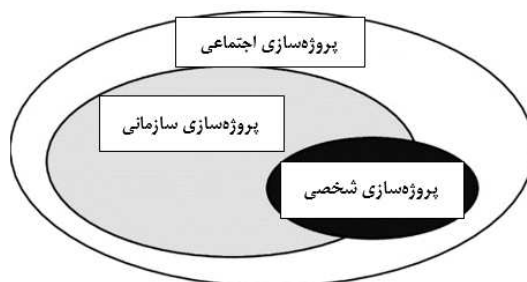 پروژه‌سازی اجتماعی
پروژه‌سازی سازمانی
پروژه‌سازی شخصی